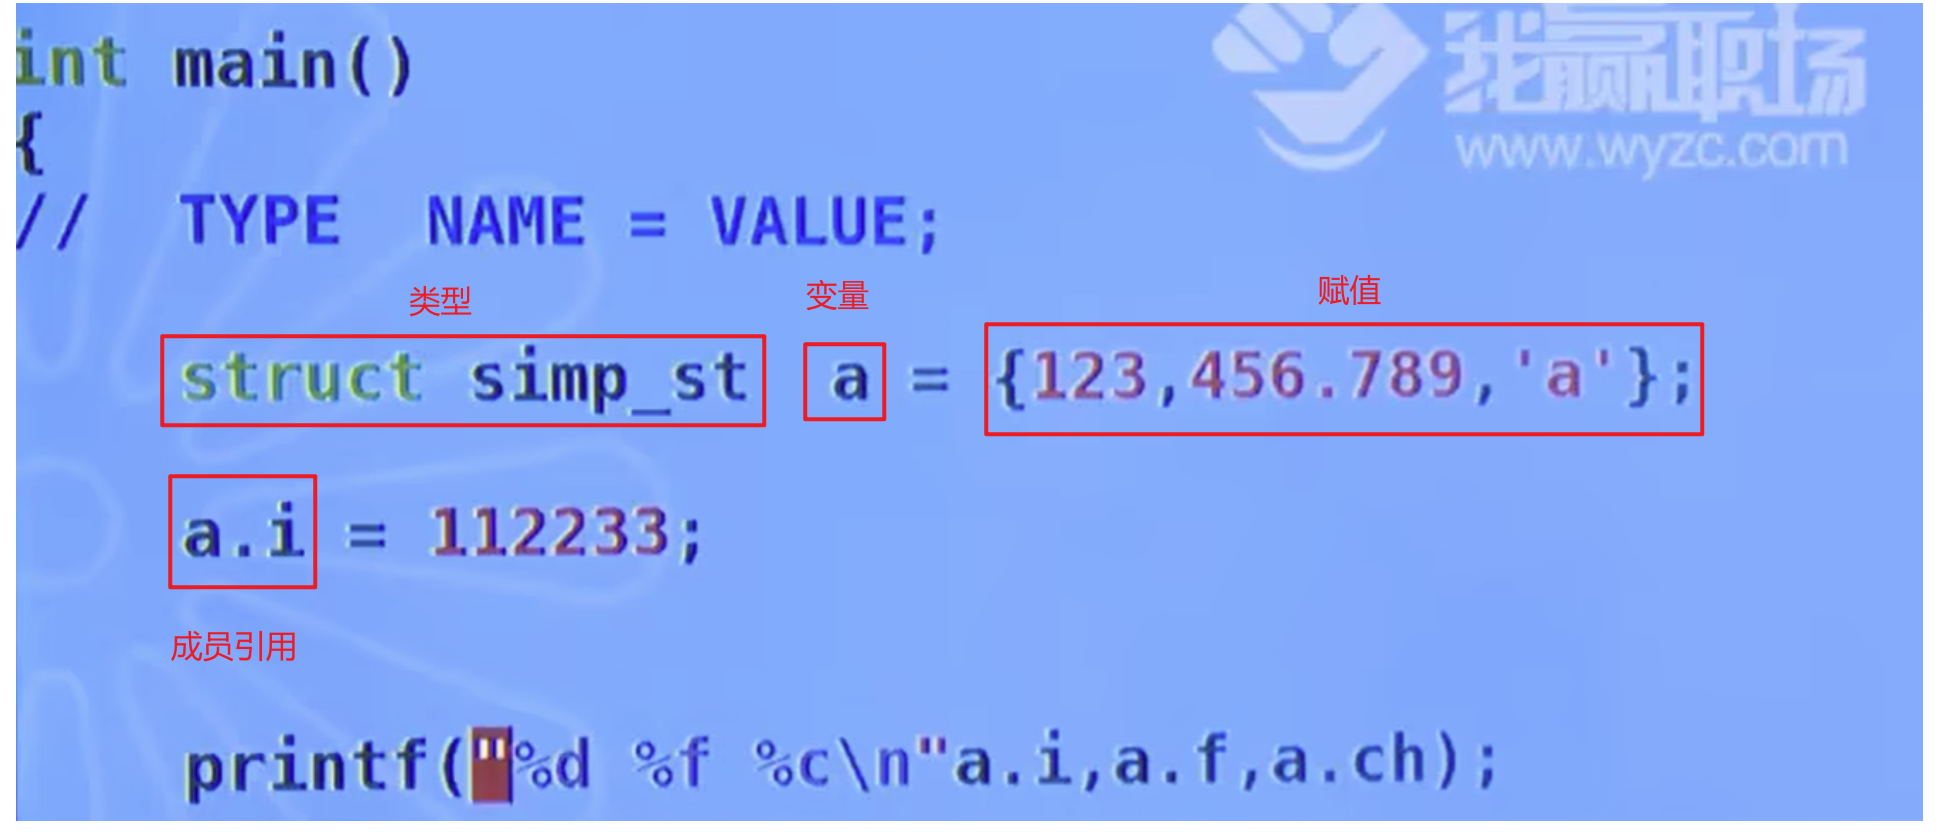 int main()
我赢职场
www.wyzc.com
{
// TYPE NAME = VALUE;
类型 变量 赋值
struct simp_st a = {123,456.789,'a'};
a.i = 112233;
成员引用
printf("%d %f %c\n"a.i,a.f,a.ch);